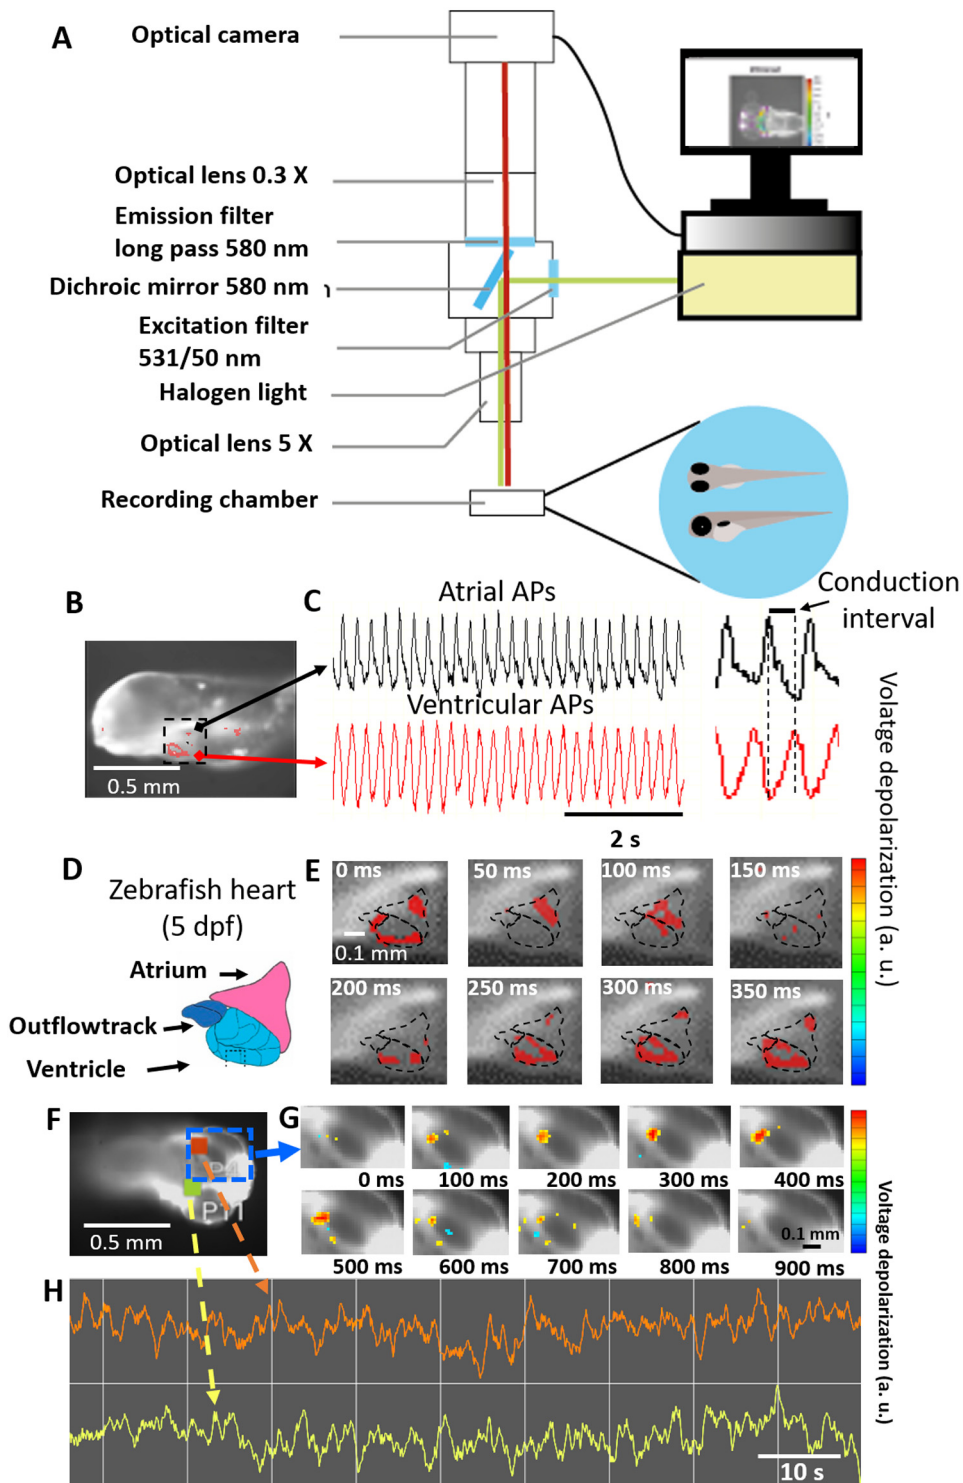 A
Optical camera
Optical lens 0.3 X
Emission filter
long pass 580 nm
Dichroic mirror 580 nm
Excitation filter
531/50 nm
Halogen light
Optical lens 5 X
Recording chamber
B
0.5 mm
C
Atrial APs
Ventricular APs
2 s
Conduction
interval
Volatge depolarization (a. u.)
D
Zebrafish heart
(5 dpf)
Atrium
Outflowtrack
Ventricle
E
0 ms
50 ms
100 ms
150 ms
0.1 mm
200 ms
250 ms
300 ms
350 ms
F
P4
P11
0.5 mm
G
0 ms
100 ms
200 ms
300 ms
400 ms
0.1 mm
500 ms
600 ms
700 ms
800 ms
900 ms
Voltage depolarization (a. u.)
H
10 s